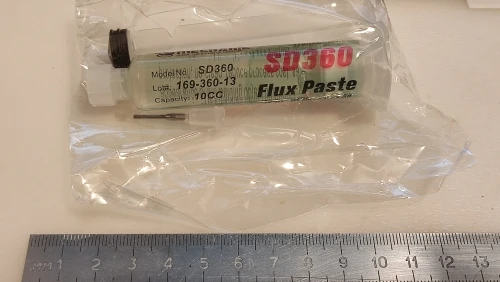 SD360
Model No. SD360
Lot#. 169-360-13
Flux Paste
Capacity: 10CC
mm 1 2 3 4 5 6 7 8 9 10 11 12 13